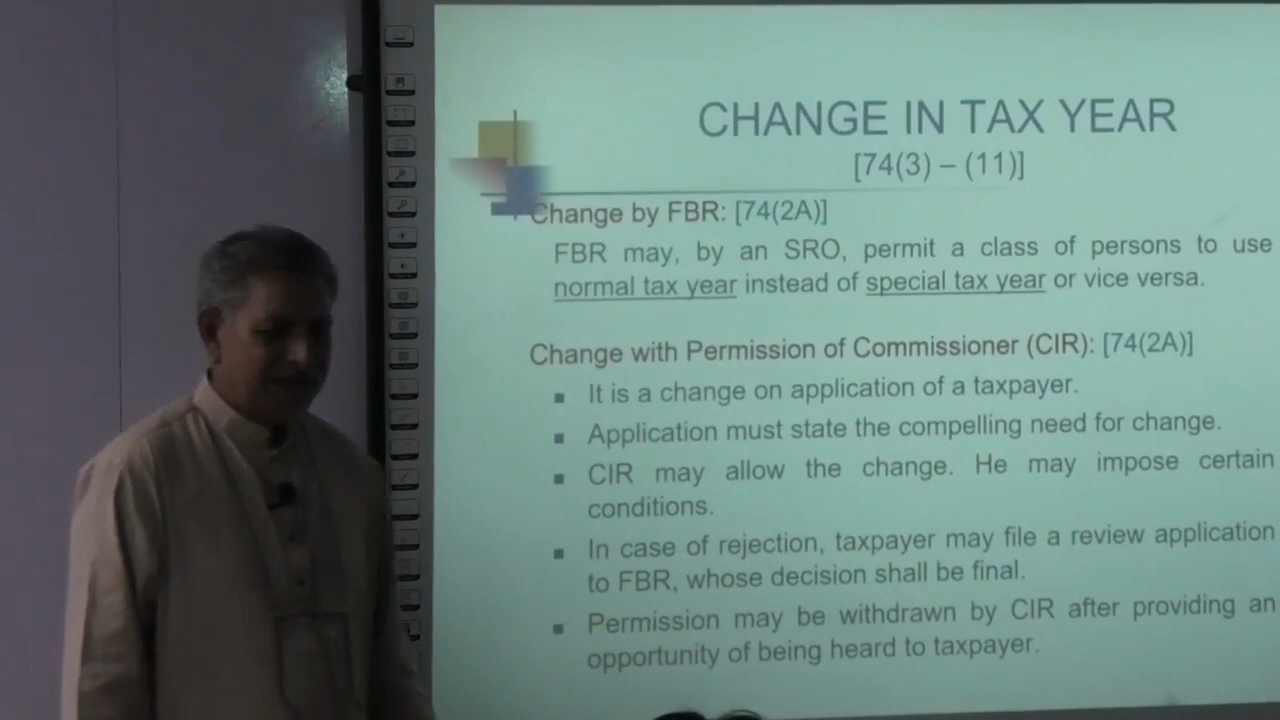 CHANGE IN TAX YEAR
[74(3) – (11)]
Change by FBR: [74(2A)]
FBR may, by an SRO, permit a class of persons to use
normal tax year instead of special tax year or vice versa.
Change with Permission of Commissioner (CIR): [74(2A)]
▪ It is a change on application of a taxpayer.
▪ Application must state the compelling need for change.
▪ CIR may allow the change. He may impose certain
conditions.
▪ In case of rejection, taxpayer may file a review application
to FBR, whose decision shall be final.
▪ Permission may be withdrawn by CIR after providing an
opportunity of being heard to taxpayer.